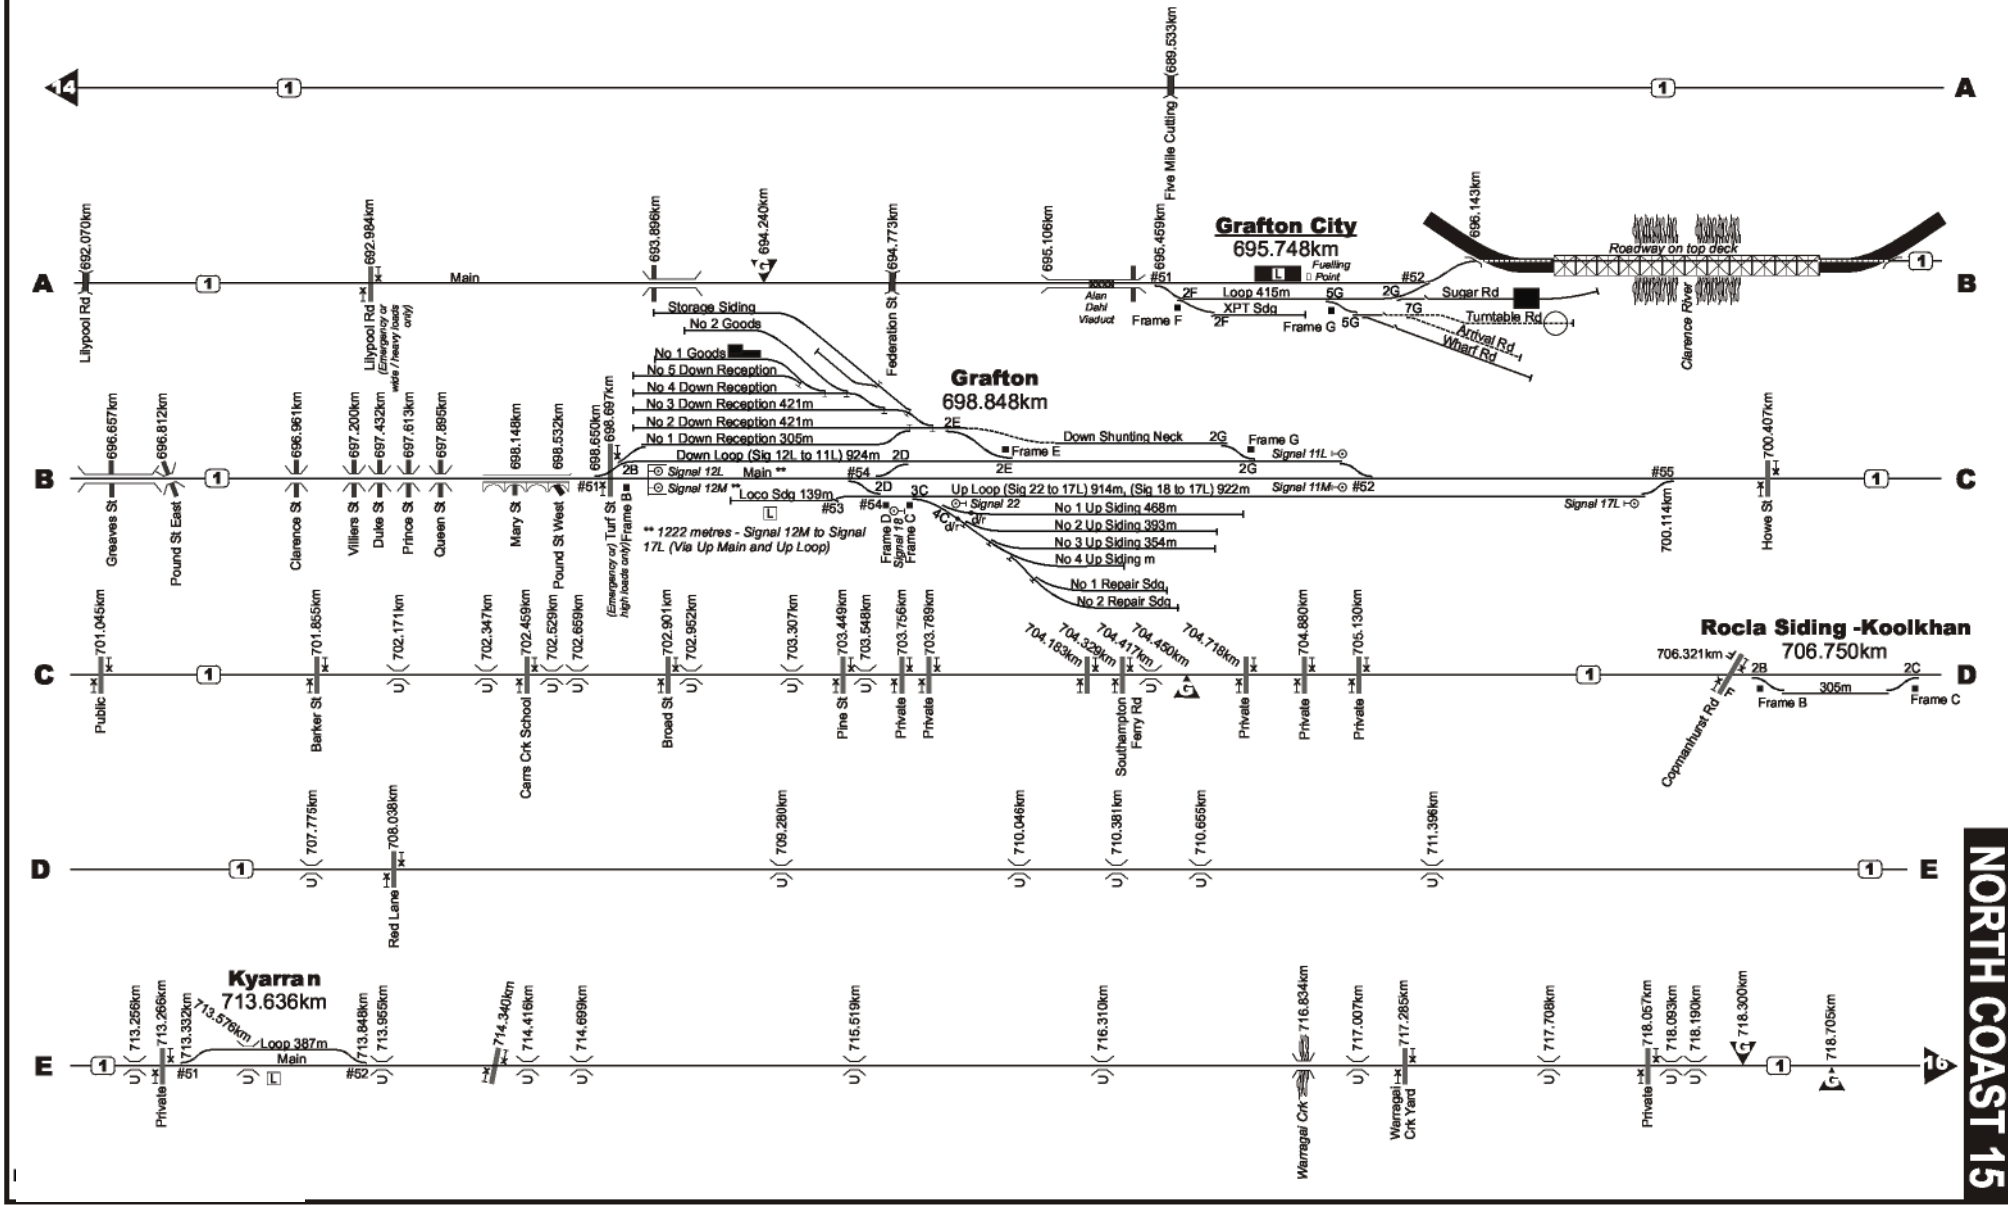 14
1
689.533km
Five Mile Cutting
1
A
A
Lilypool Rd
692.070km
1
Lilypool Rd
692.984km
(Emergency or
wide / heavy loads
only)
Main
693.896km
694.240km
G
Federation St
694.773km
695.106km
Alan
Dahl
Viaduct
695.459km
#51
Frame F
Grafton City
695.748km
L
Fuelling
Point
2F
Loop 415m
5G
2G
#52
2F
XPT Sdg
Frame G
5G
7G
Sugar Rd
Turntable Rd
Arrival Rd
Wharf Rd
696.143km
Roadway on top deck
Clarence River
1
B
Storage Siding
No 2 Goods
No 1 Goods
No 5 Down Reception
No 4 Down Reception
No 3 Down Reception 421m
No 2 Down Reception 421m
No 1 Down Reception 305m
Down Loop (Sig 12L to 11L) 924m
Grafton
698.848km
B
Greaves St
696.657km
Pound St East
696.812km
1
Clarence St
696.961km
Villiers St
697.200km
Duke St
697.432km
Prince St
697.613km
Queen St
697.895km
Mary St
698.148km
Pound St West
698.532km
698.650km
#51
Turf St
698.697km
(Emergency or
high loads only)
Frame B
2B
Signal 12L
Signal 12M **
Main **
Loco Sdg 139m
L
#53
#54
2D
2D
#54
** 1222 metres - Signal 12M to Signal
17L (Via Up Main and Up Loop)
Frame D
Signal 18
Frame C
3C
4C
d/r
d/r
2E
Frame E
2E
Down Shunting Neck
2G
Frame G
2G
Signal 11L
Signal 11M
#52
Up Loop (Sig 22 to 17L) 914m, (Sig 18 to 17L) 922m
Signal 22
No 1 Up Siding 468m
No 2 Up Siding 393m
No 3 Up Siding 354m
No 4 Up Siding m
No 1 Repair Sdg
No 2 Repair Sdg
Signal 17L
#55
700.114km
Howe St
700.407km
1
C
C
Public
701.045km
1
Barker St
701.855km
702.171km
U
702.347km
U
Carrs Crk School
702.459km
702.529km
U
702.659km
U
Broad St
702.901km
702.952km
U
703.307km
U
Pine St
703.449km
703.548km
U
Private
703.756km
Private
703.789km
704.183km
704.329km
Southampton
Ferry Rd
704.417km
U
704.450km
G
704.718km
Private
704.880km
Private
705.130km
Private
1
Rocla Siding -Koolkhan
706.750km
706.321km
F
F
Copmanhurst Rd
2B
Frame B
305m
2C
Frame C
D
D
1
707.775km
U
708.038km
Red Lane
709.280km
U
710.046km
U
710.381km
U
710.655km
U
711.396km
U
1
E
Kyarran
713.636km
E
1
713.256km
U
713.266km
Private
713.332km
#51
713.576km
U
Loop 387m
Main
L
713.848km
#52
713.955km
U
714.340km
714.416km
U
714.699km
U
715.519km
U
716.310km
U
716.834km
Warragai Crk
717.007km
U
717.285km
Warragai
Crk Yard
717.708km
U
718.057km
Private
718.093km
U
718.190km
U
718.300km
G
1
718.705km
G
16
NORTH COAST 15